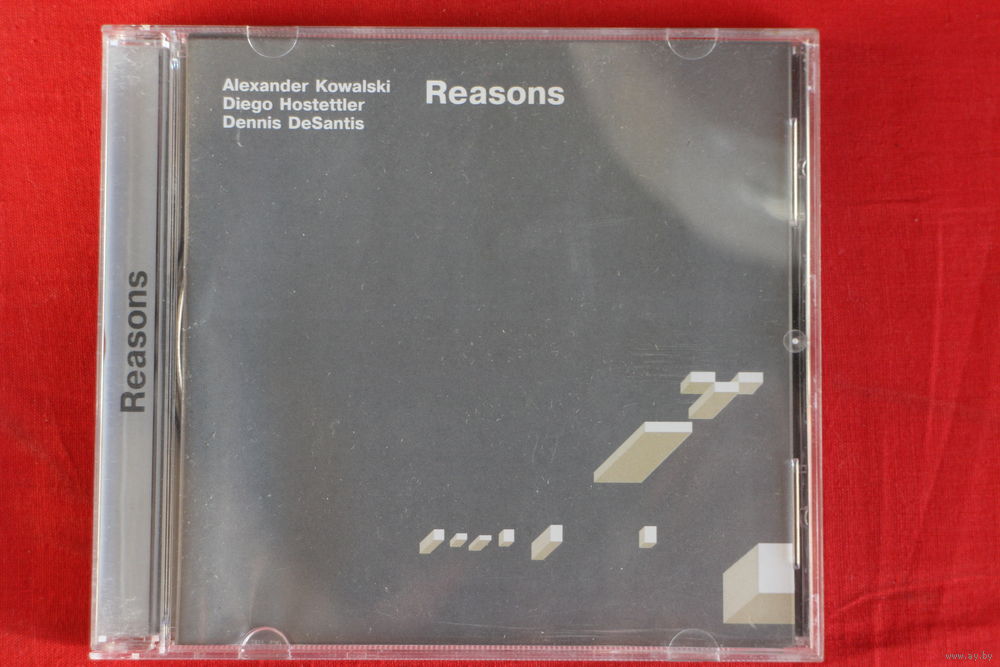 Alexander Kowalski
Diego Hostettler
Dennis DeSantis
Reasons
Reasons
www.ay.by